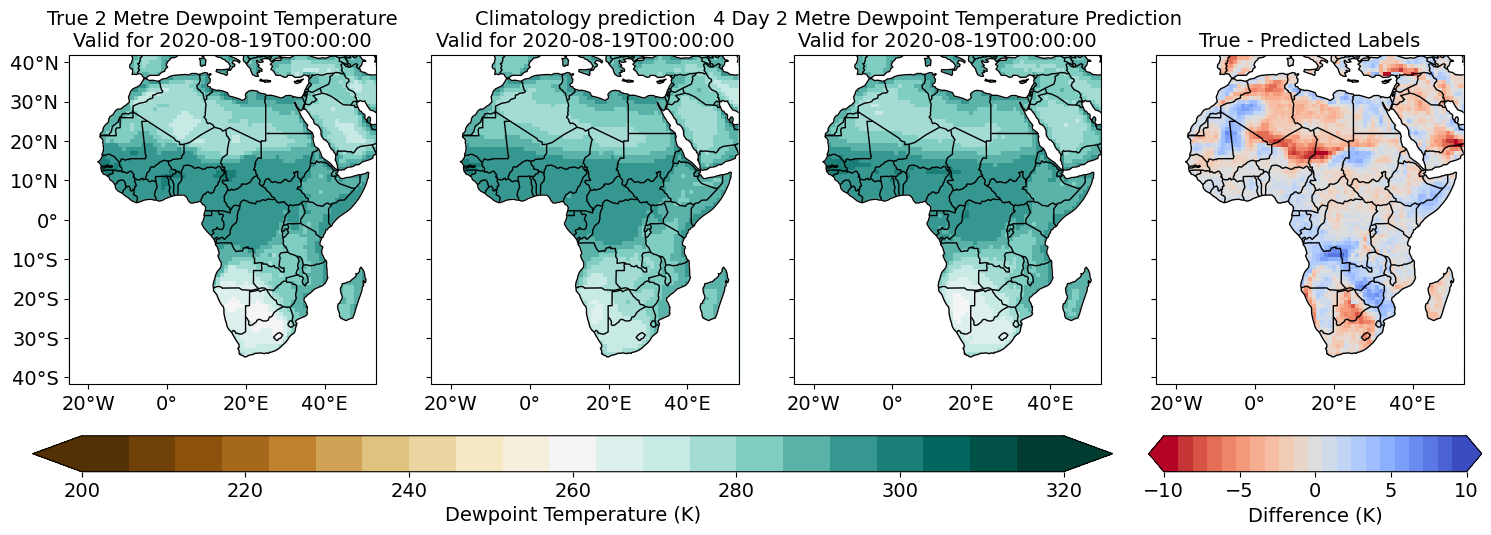 True 2 Metre Dewpoint Temperature
Valid for 2020-08-19T00:00:00
Climatology prediction
Valid for 2020-08-19T00:00:00
4 Day 2 Metre Dewpoint Temperature Prediction
Valid for 2020-08-19T00:00:00
True - Predicted Labels
40°N
30°N
20°N
10°N
0°
10°S
20°S
30°S
40°S
20°W 0° 20°E 40°E
20°W 0° 20°E 40°E
20°W 0° 20°E 40°E
20°W 0° 20°E 40°E
200 220 240 260 280 300 320
Dewpoint Temperature (K)
−10 −5 0 5 10
Difference (K)